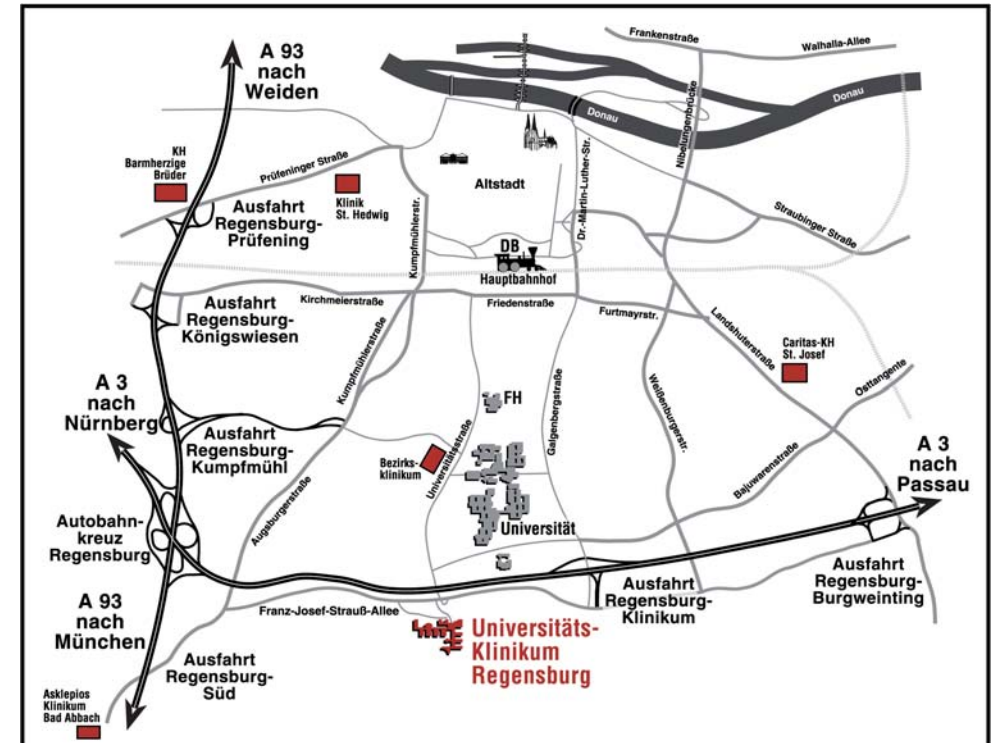 Frankenstraße
Walhalla-Allee
A 93
nach
Weiden
Donau
Donau
Nibelungenbrücke
KH
Barmherzige
Brüder
Prüfeninger Straße
Klinik
St. Hedwig
Altstadt
Dr.-Martin-Luther-Str.
Ausfahrt
Regensburg-
Prüfening
Kumpfmühlerstr.
Straubinger Straße
DB
Hauptbahnhof
Kirchmeierstraße
Friedenstraße
Furtmayrstr.
Ausfahrt
Regensburg-
Königswiesen
Landshuterstraße
Caritas-KH
St. Josef
Kumpfmühlerstraße
Osttangente
A 3
nach
Nürnberg
FH
Galgenbergstraße
Weißenburgerstr.
Ausfahrt
Regensburg-
Kumpfmühl
Bezirks-
klinikum
Universitätsstraße
Bajuwarenstraße
A 3
nach
Passau
Augsburgerstraße
Universität
Autobahn-
kreuz
Regensburg
Ausfahrt
Regensburg-
Burgweinting
Ausfahrt
Regensburg-
Klinikum
A 93
nach
München
Franz-Josef-Strauß-Allee
Universitäts-
Klinikum
Regensburg
Ausfahrt
Regensburg-
Süd
Asklepios
Klinikum
Bad Abbach